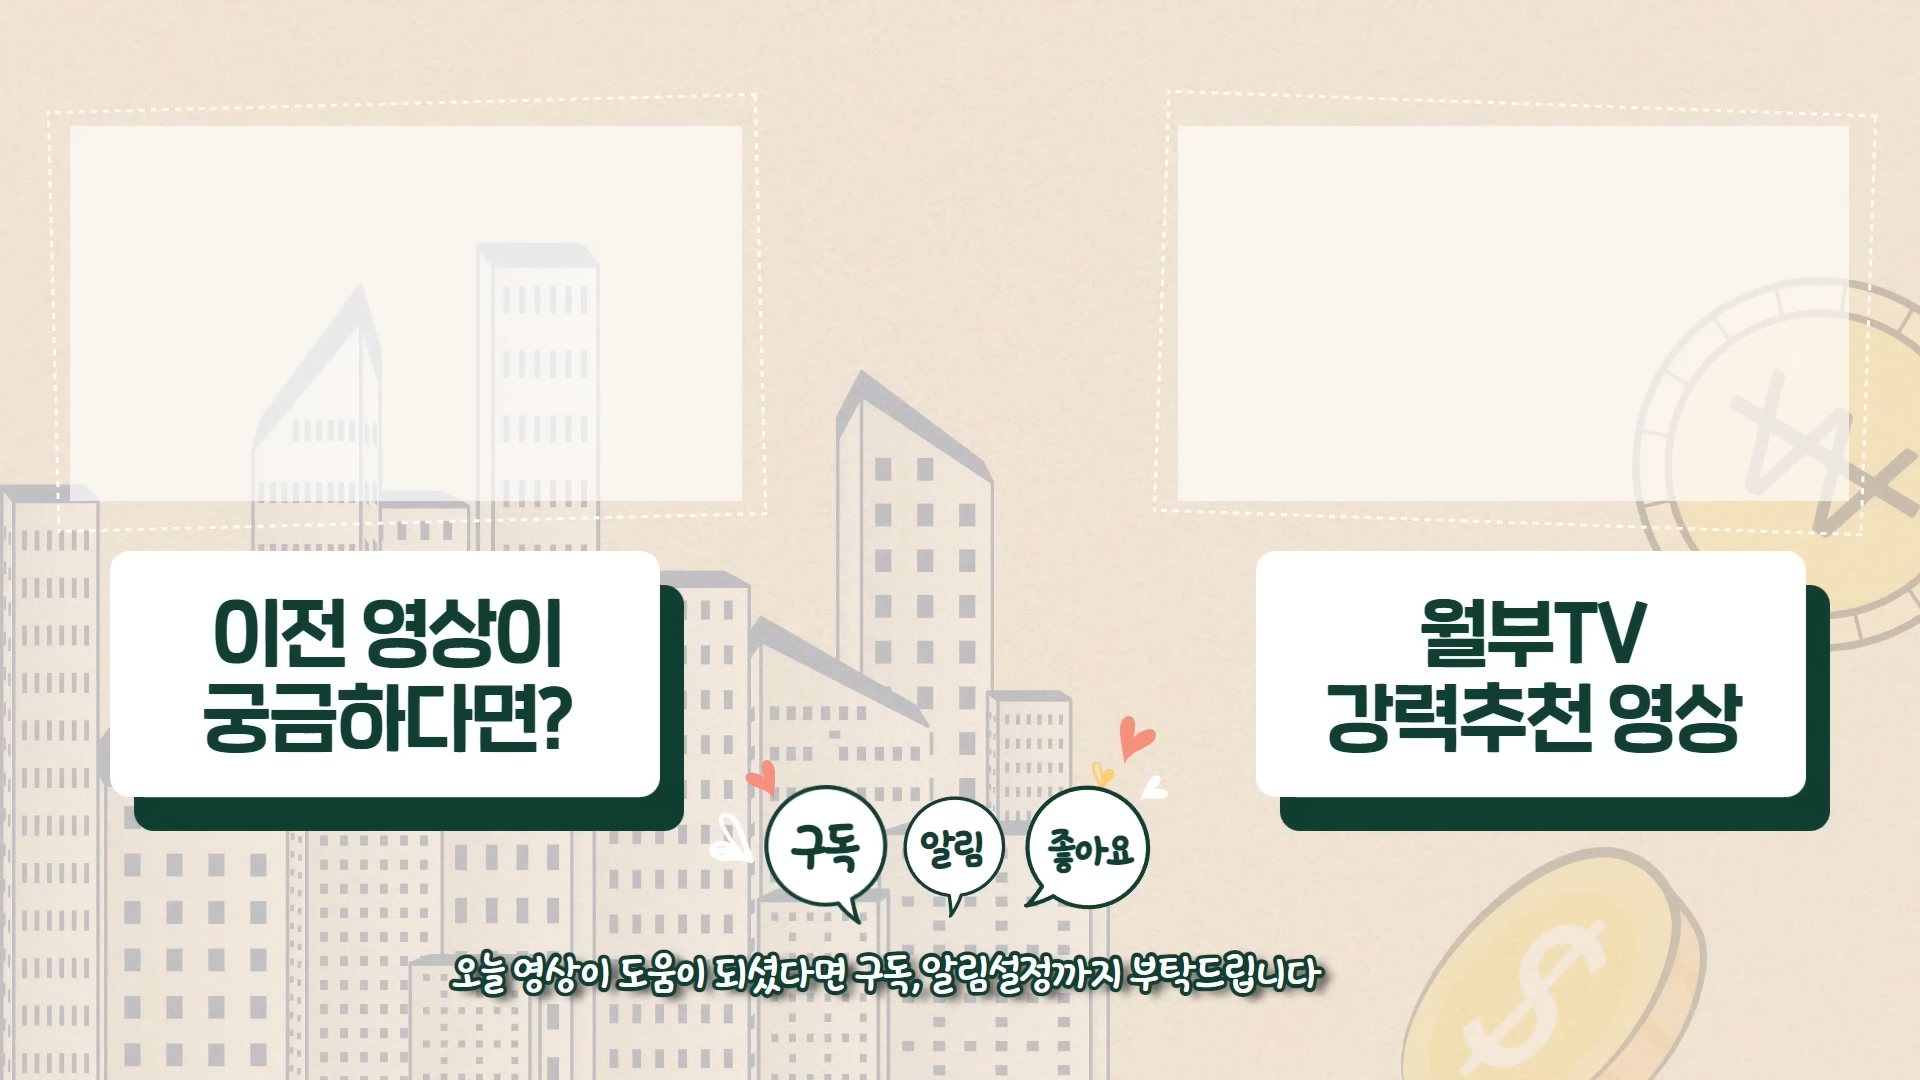 이전 영상이
궁금하다면?
월부TV
강력추천 영상
구독
알림
좋아요
오늘 영상이 도움이 되셨다면 구독,알림설정까지 부탁드립니다